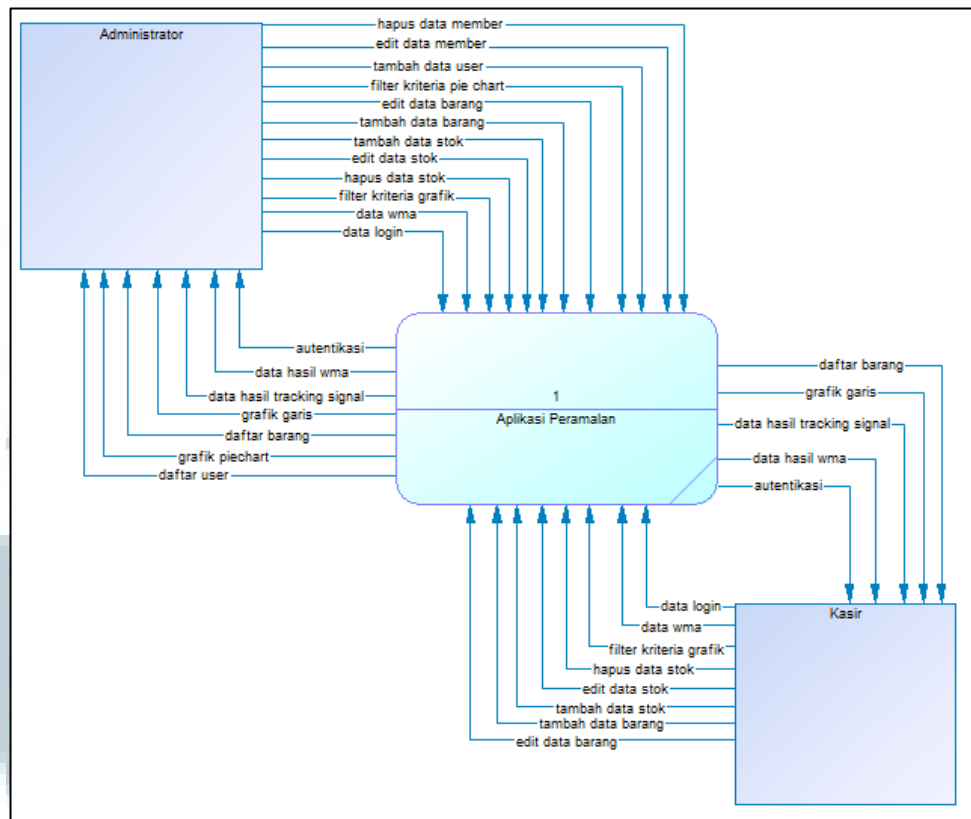 Administrator
hapus data member
edit data member
tambah data user
filter kriteria pie chart
edit data barang
tambah data barang
tambah data stok
edit data stok
hapus data stok
filter kriteria grafik
data wma
data login
autentikasi
data hasil wma
data hasil tracking signal
grafik garis
daftar barang
grafik piechart
daftar user
1
Aplikasi Peramalan
daftar barang
grafik garis
data hasil tracking signal
data hasil wma
autentikasi
data login
data wma
filter kriteria grafik
hapus data stok
edit data stok
tambah data stok
tambah data barang
edit data barang
Kasir